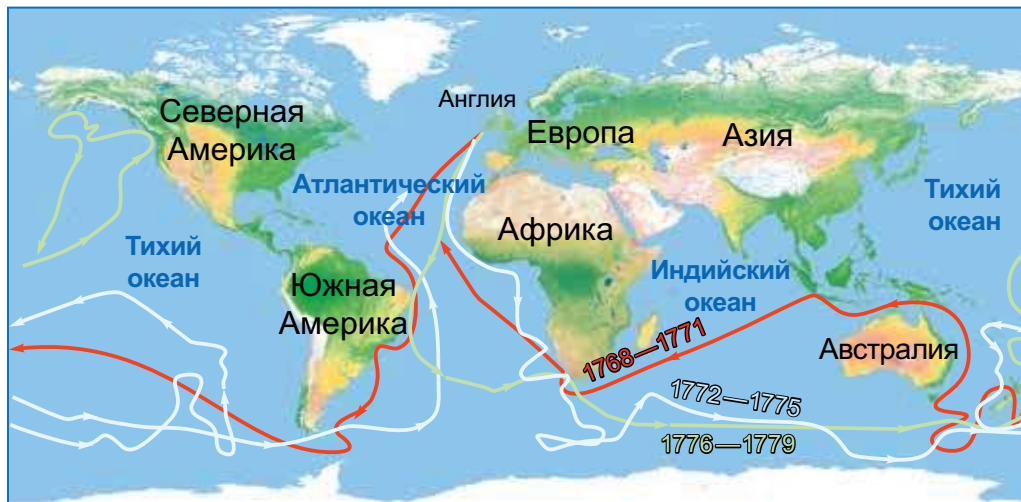 Англия
Северная
Америка
Европа
Азия
Атлантический
океан
Тихий
океан
Тихий
океан
Африка
Индийский
океан
Южная
Америка
Австралия
1768—1771
1772—1775
1776—1779